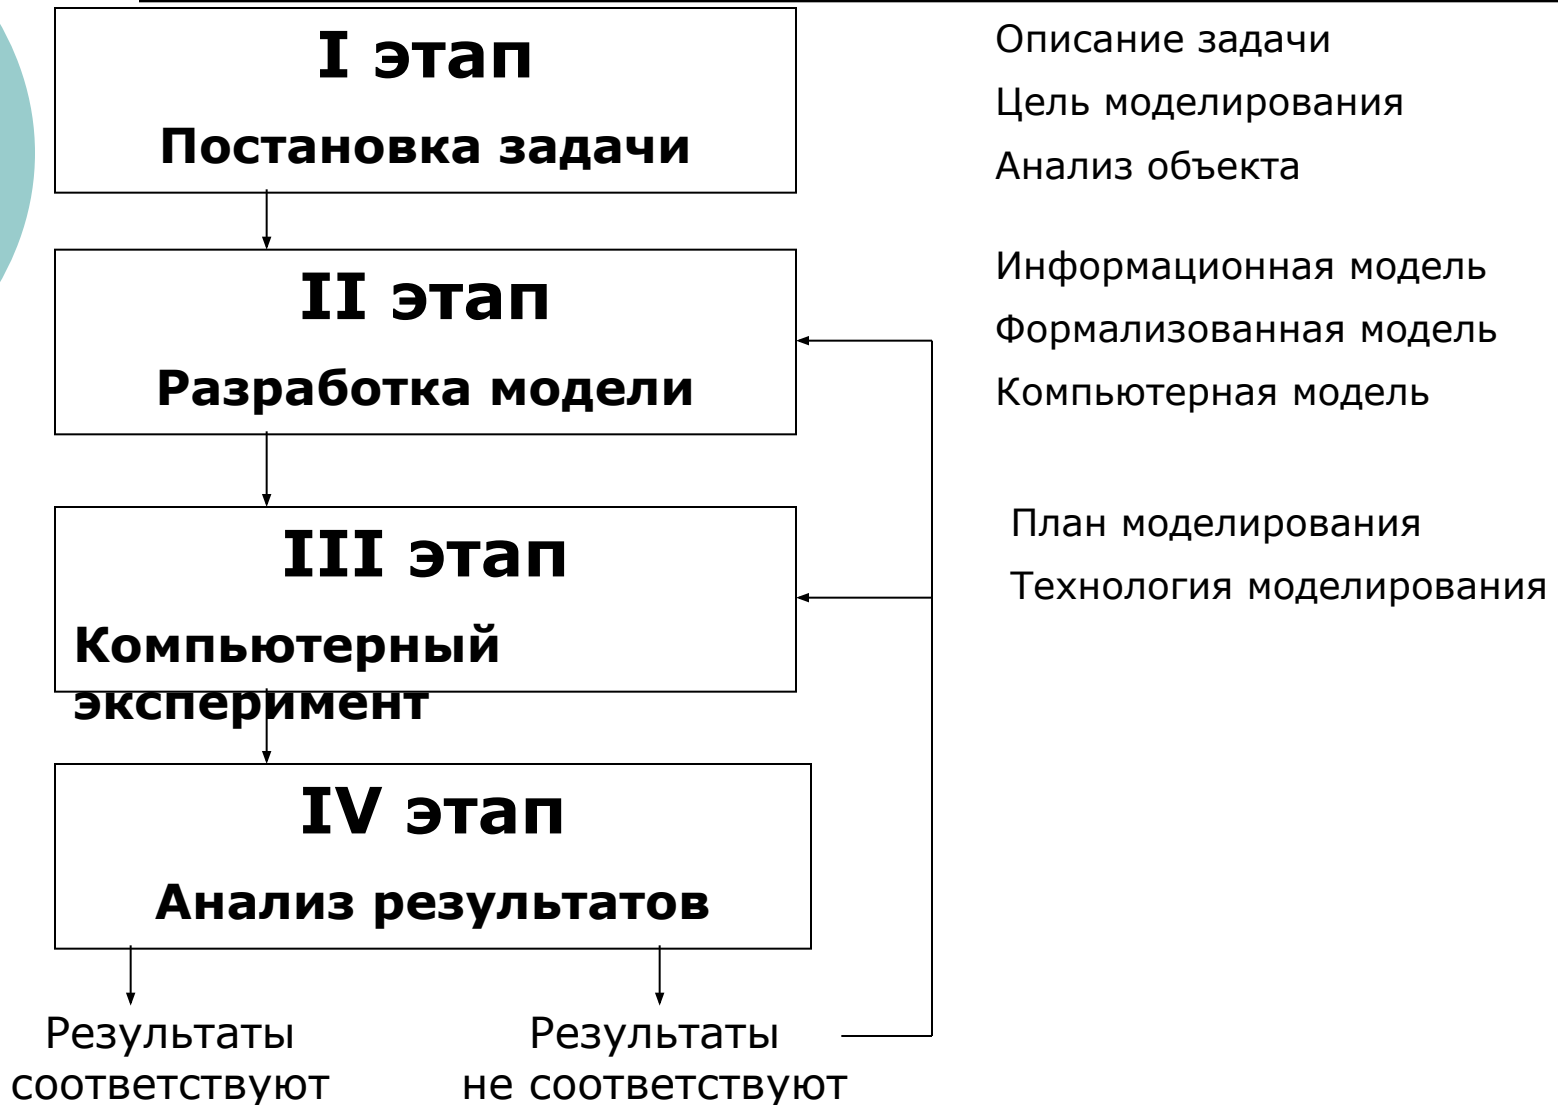 I этап
Постановка задачи
Описание задачи
Цель моделирования
Анализ объекта
II этап
Разработка модели
Информационная модель
Формализованная модель
Компьютерная модель
III этап
Компьютерный
эксперимент
План моделирования
Технология моделирования
IV этап
Анализ результатов
Результаты
соответствуют
Результаты
не соответствуют